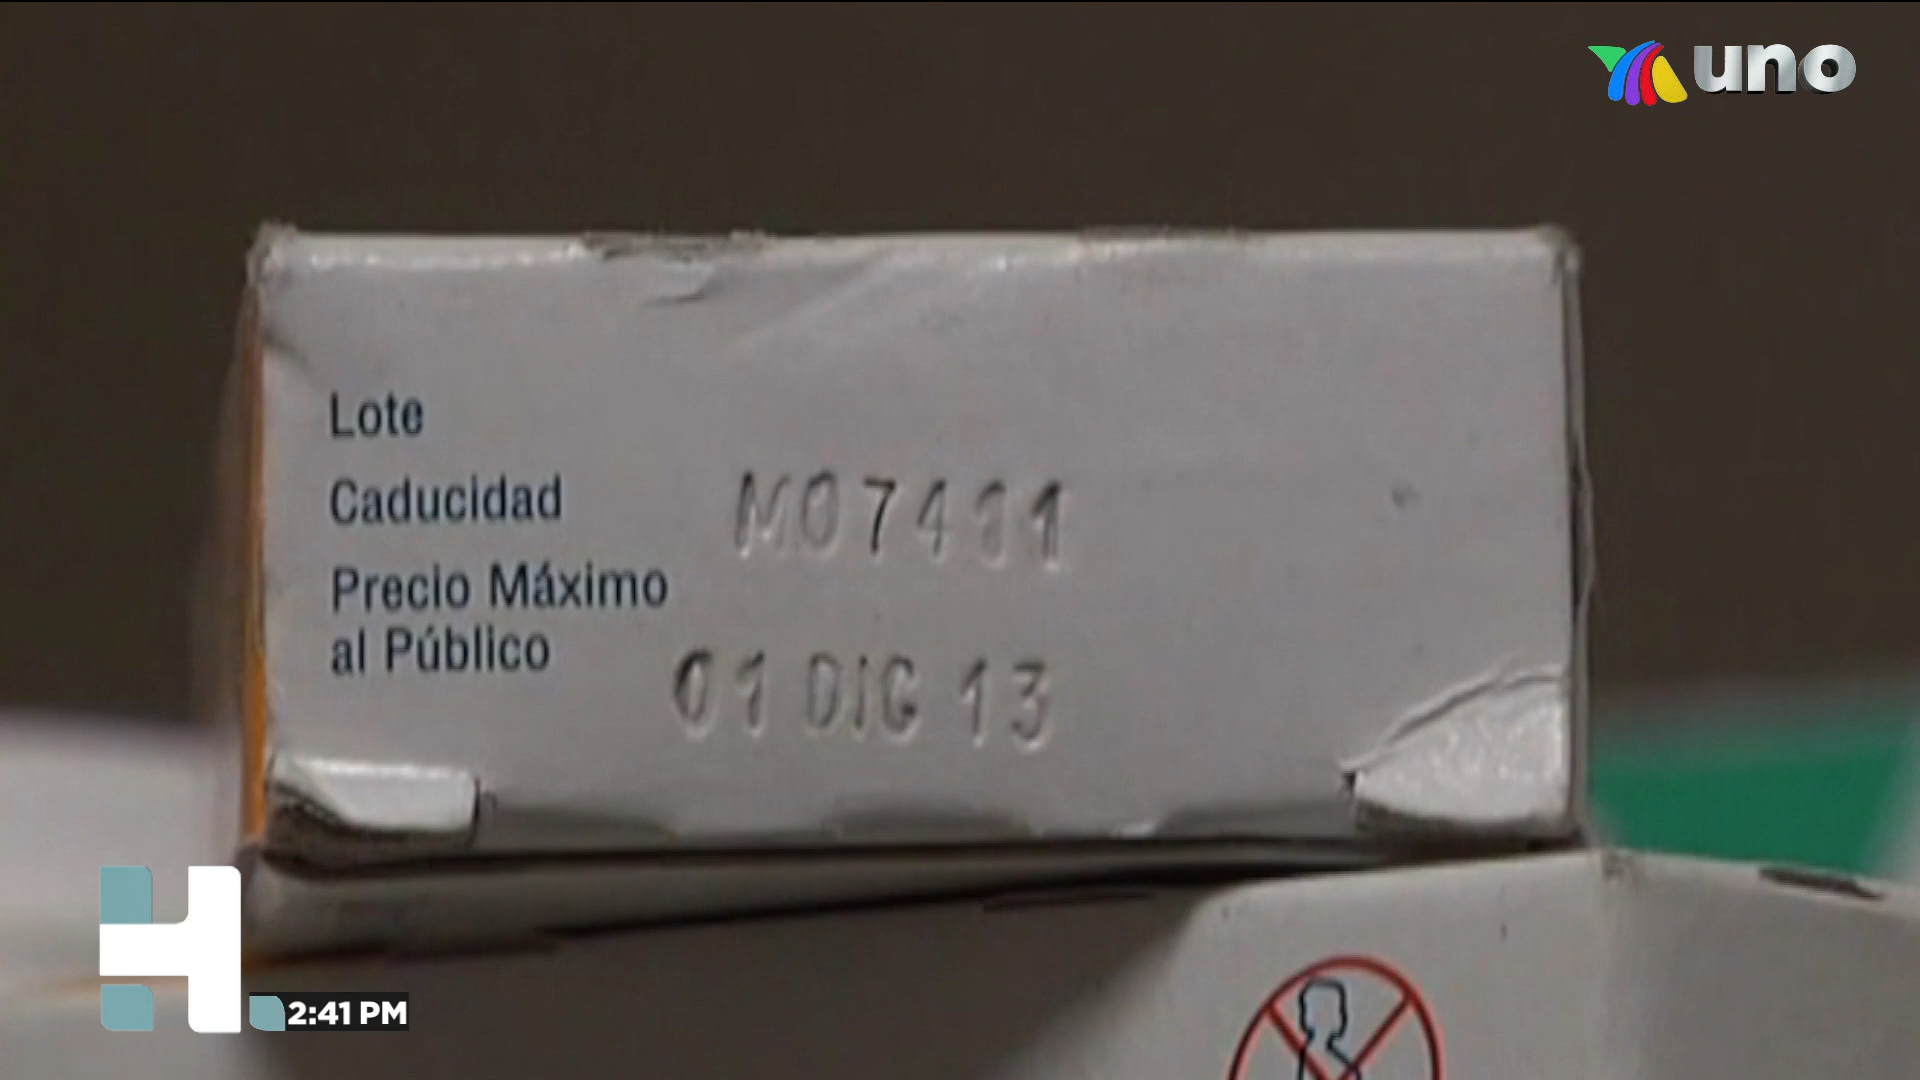 uno
Lote
Caducidad
M07411
Precio Máximo
al Público
01 DIC 13
H
2:41 PM